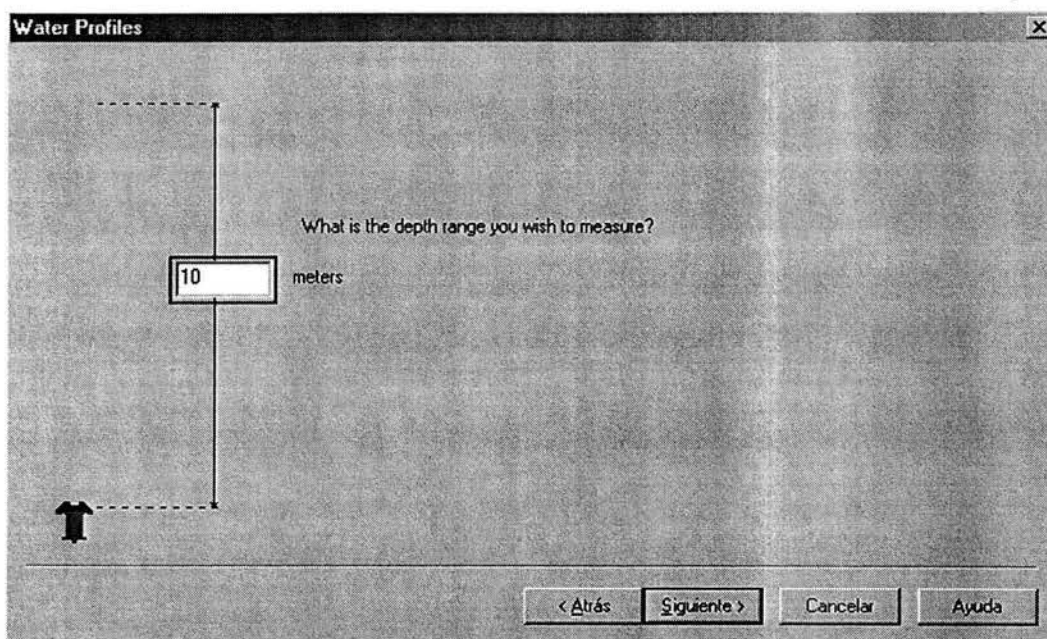 Water Profiles
What is the depth range you wish to measure?
10 meters
< Atrás Siguiente > Cancelar Ayuda